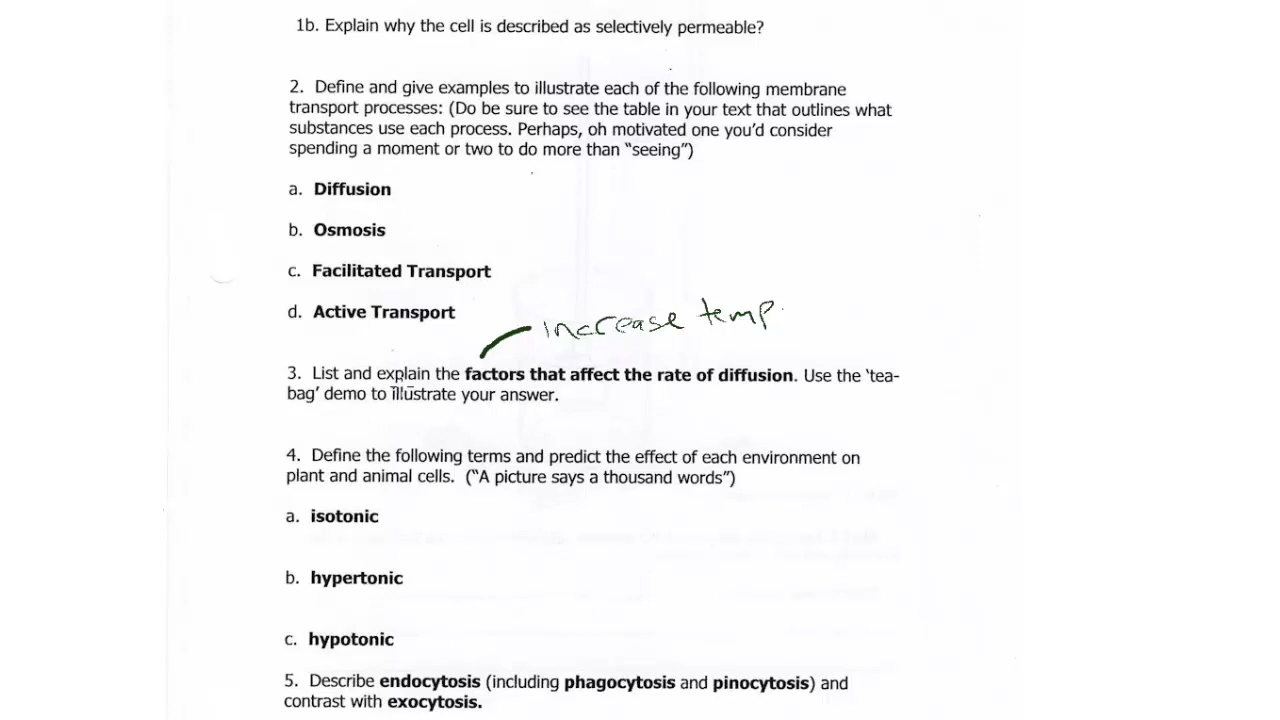 1b. Explain why the cell is described as selectively permeable?
2. Define and give examples to illustrate each of the following membrane
transport processes: (Do be sure to see the table in your text that outlines what
substances use each process. Perhaps, oh motivated one you'd consider
spending a moment or two to do more than "seeing")
a. Diffusion
b. Osmosis
c. Facilitated Transport
d. Active Transport
increase temp.
3. List and explain the factors that affect the rate of diffusion. Use the 'tea-
bag' demo to illustrate your answer.
4. Define the following terms and predict the effect of each environment on
plant and animal cells. ("A picture says a thousand words")
a. isotonic
b. hypertonic
c. hypotonic
5. Describe endocytosis (including phagocytosis and pinocytosis) and
contrast with exocytosis.